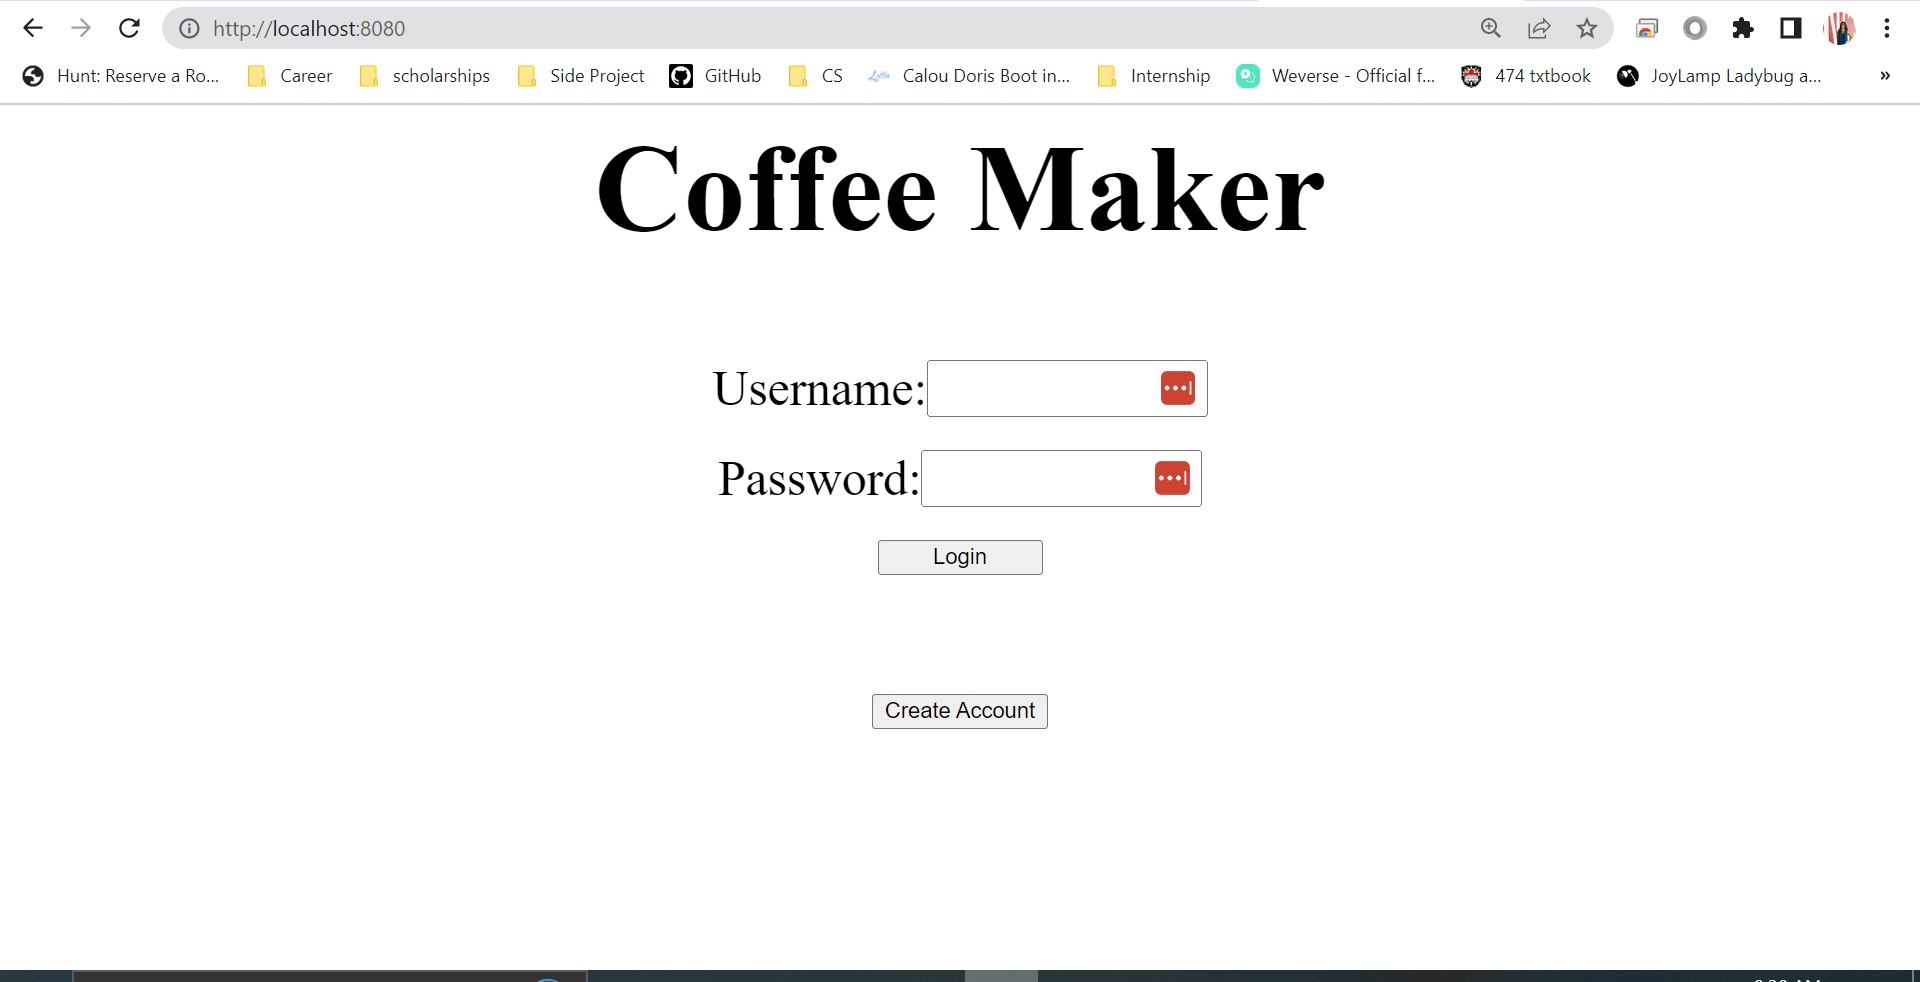 http://localhost:8080
Hunt: Reserve a Ro... Career scholarships Side Project GitHub CS Calou Doris Boot in... Internship Weverse - Official f... 474 txtbook JoyLamp Ladybug a... »
Coffee Maker
Username:
Password:
Login
Create Account